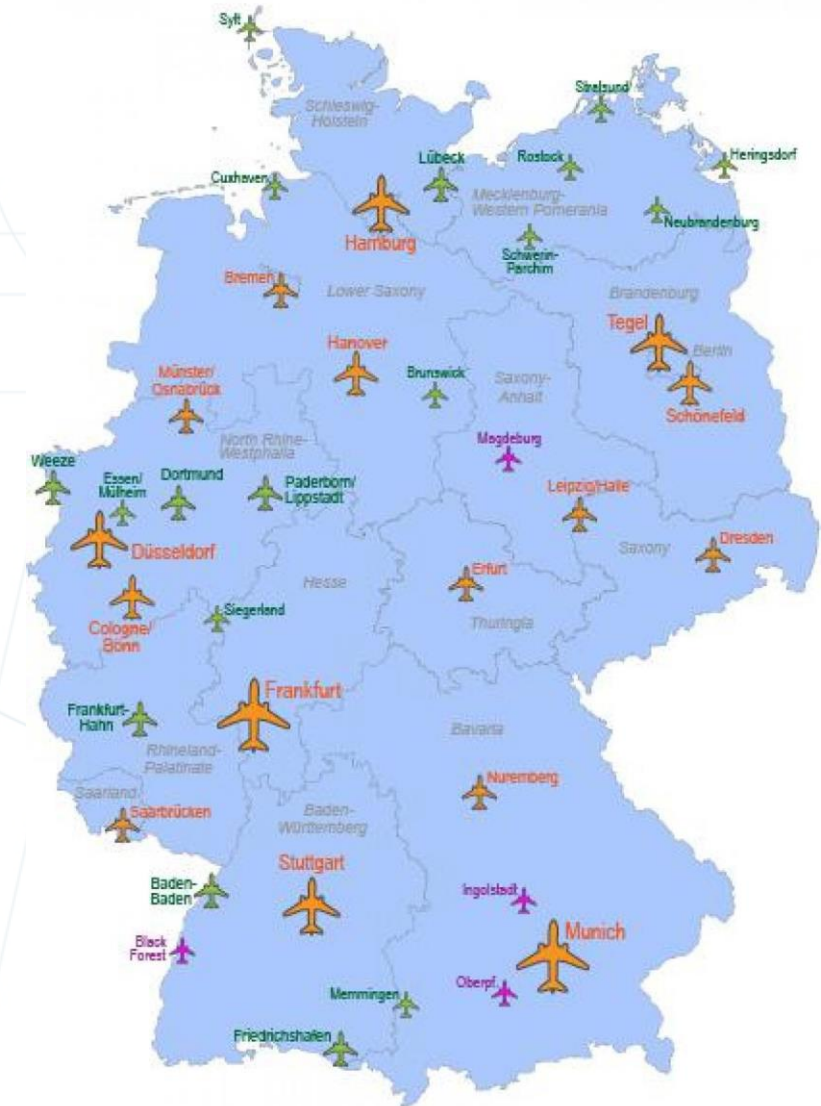 Sylt
Stralsund
Schleswig-
Holstein
Lübeck
Rostock
Heringsdorf
Cuxhaven
Mecklenburg-
Western Pomerania
Neubrandenburg
Hamburg
Schwerin-
Parchim
Bremen
Lower Saxony
Brandenburg
Tegel
Hanover
Berlin
Münster/
Osnabrück
Brunswick
Saxony-
Anhalt
Schönefeld
North Rhine-
Westphalia
Magdeburg
Weeze
Essen/
Mülheim
Dortmund
Paderborn/
Lippstadt
Leipzig/Halle
Düsseldorf
Saxony
Dresden
Hesse
Erfurt
Cologne/
Bonn
Siegerland
Thuringia
Frankfurt
Frankfurt-
Hahn
Bavaria
Rhineland-
Palatinate
Nuremberg
Saarland
Saarbrücken
Baden-
Württemberg
Stuttgart
Baden-
Baden
Ingolstadt
Munich
Black
Forest
Oberpf.
Memmingen
Friedrichshafen